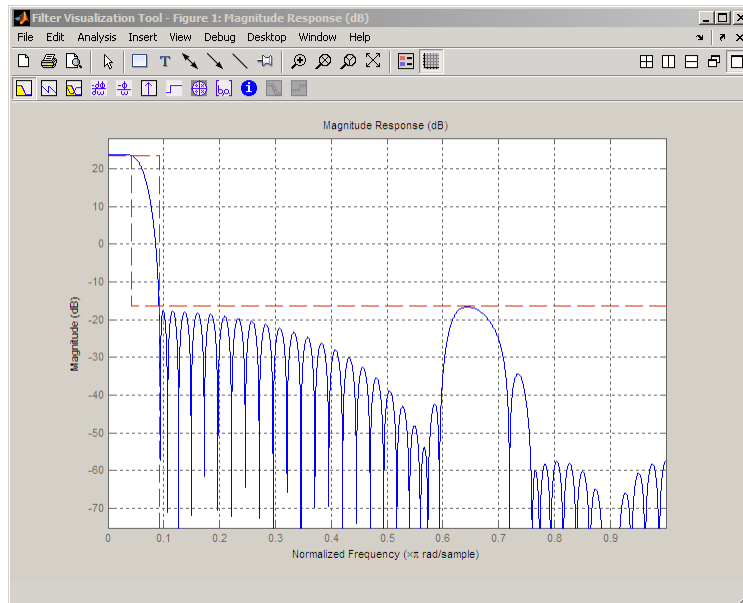 Filter Visualization Tool - Figure 1: Magnitude Response (dB)
File Edit Analysis Insert View Debug Desktop Window Help
Magnitude Response (dB)
Magnitude (dB)
20
10
0
-10
-20
-30
-40
-50
-60
-70
0 0.1 0.2 0.3 0.4 0.5 0.6 0.7 0.8 0.9
Normalized Frequency (×π rad/sample)